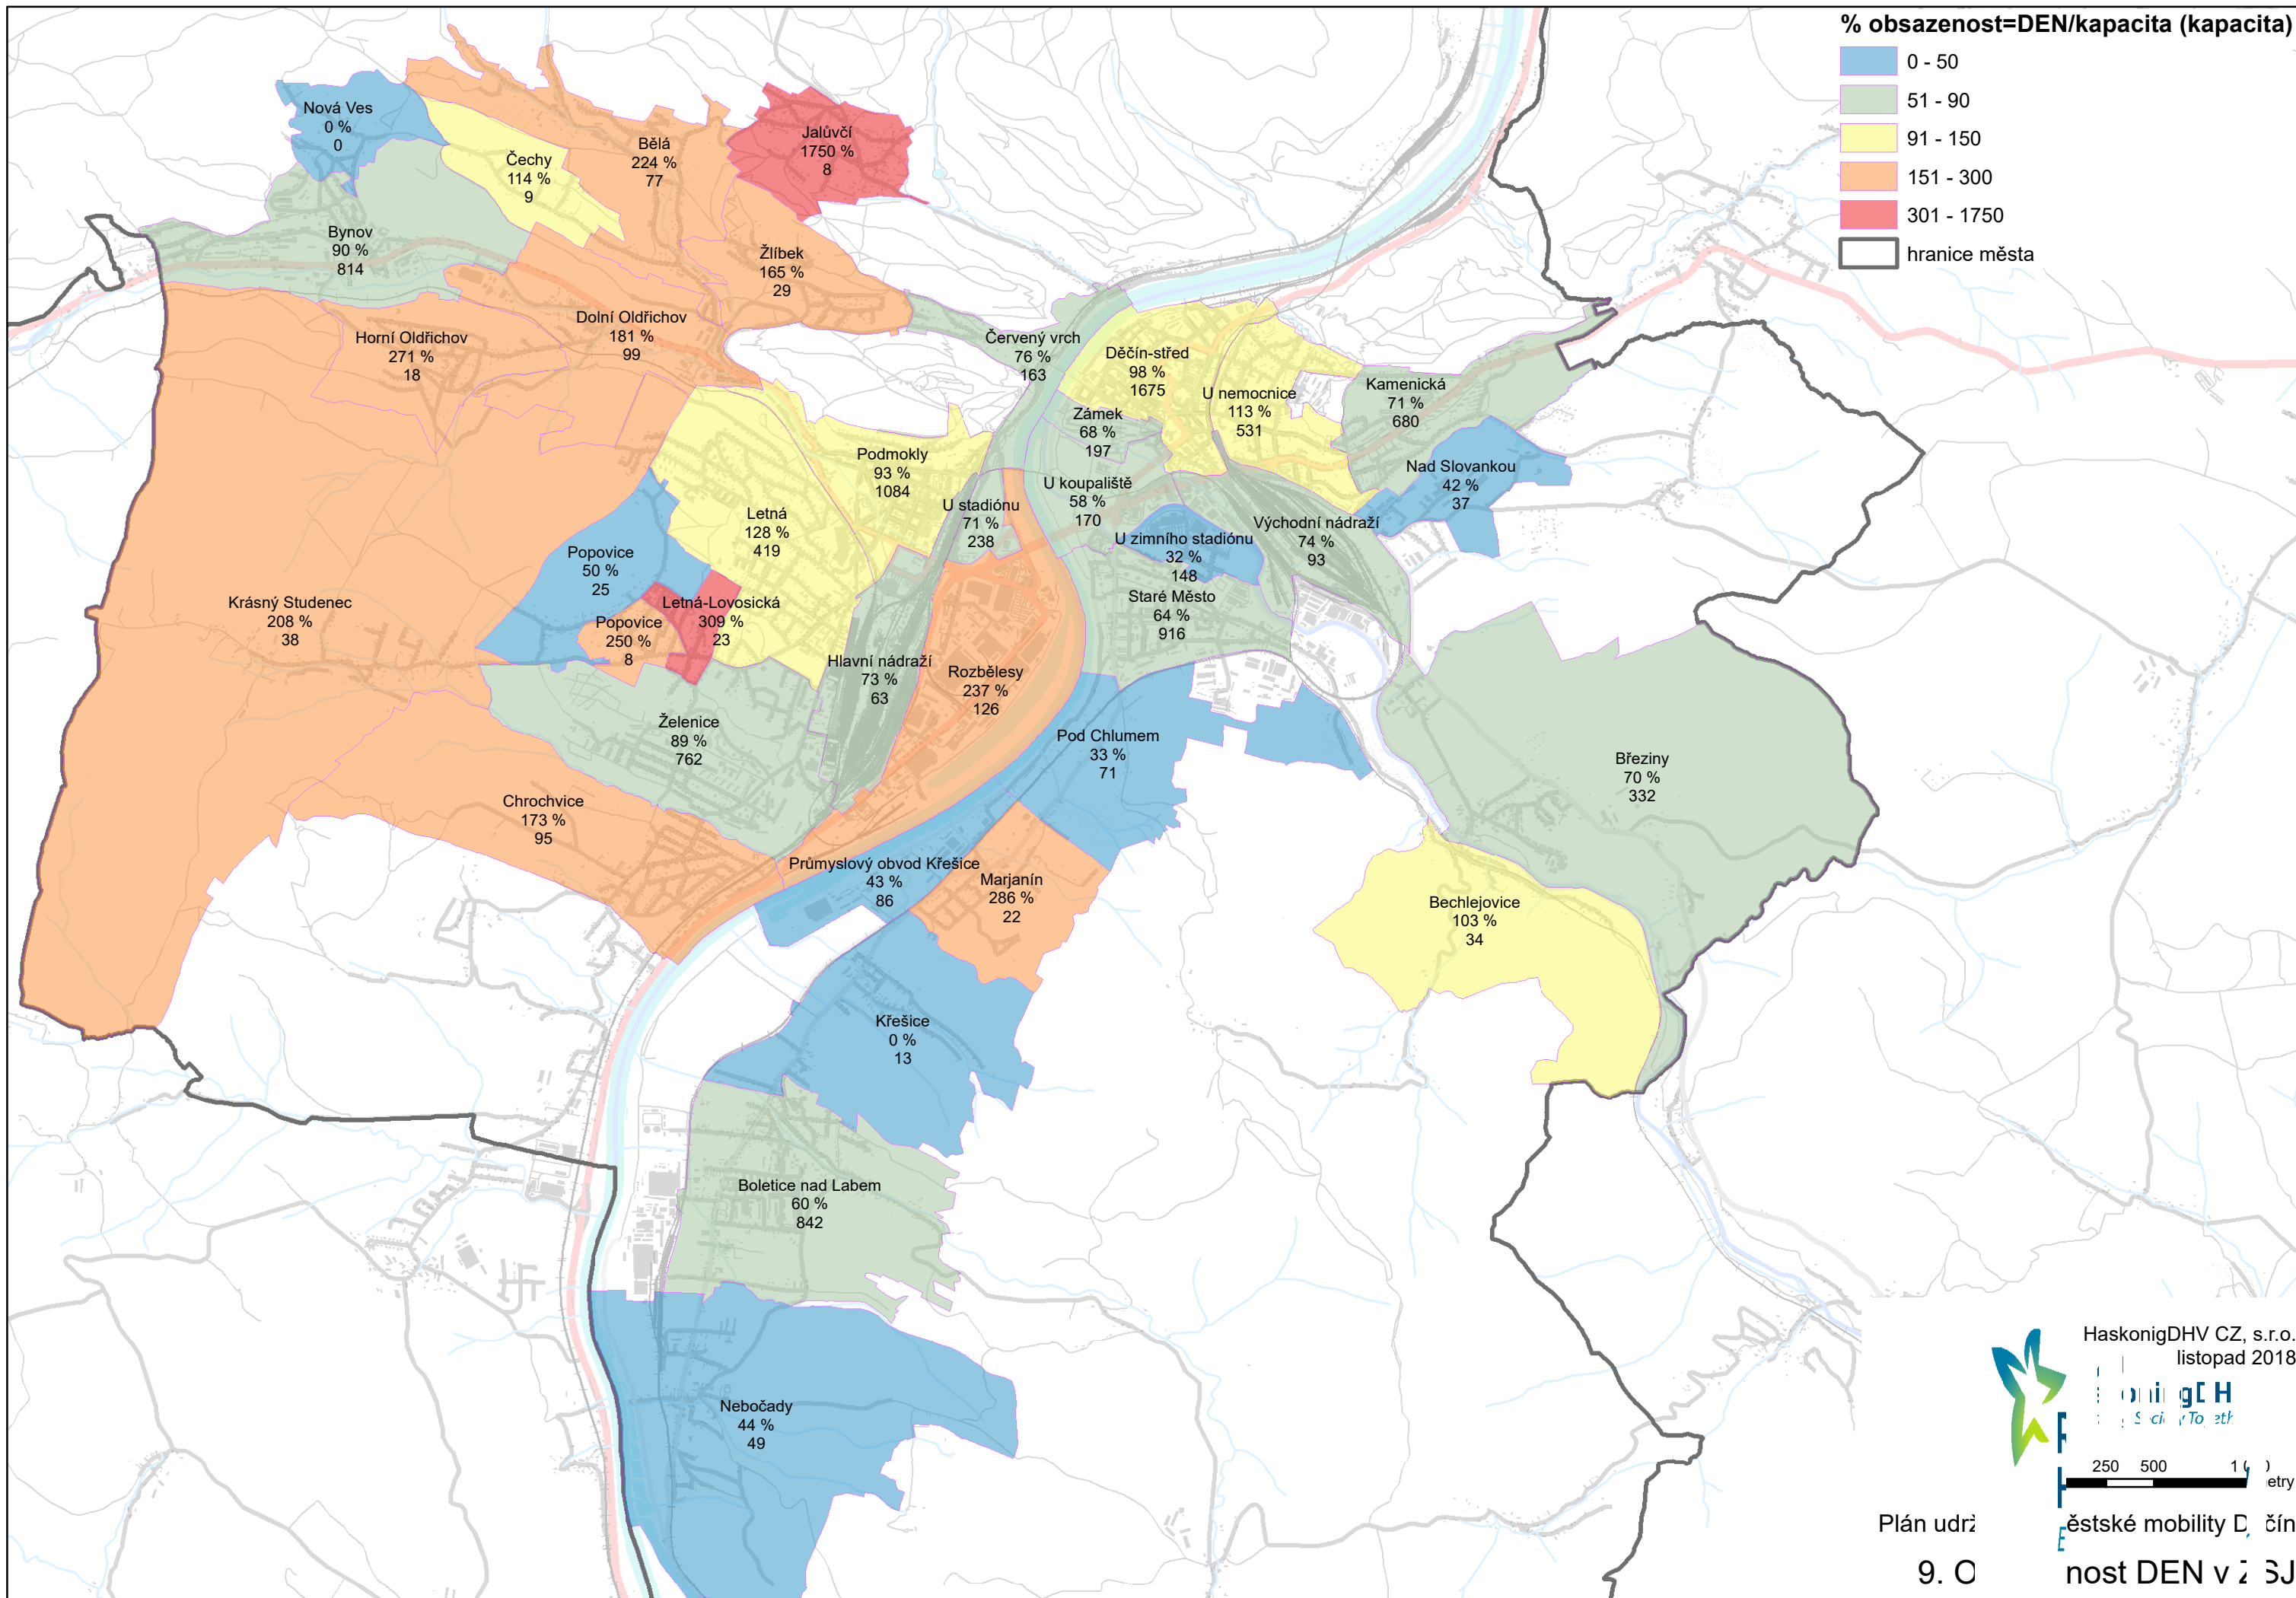 % obsazenost=DEN/kapacita (kapacita)
0 - 50
51 - 90
91 - 150
151 - 300
301 - 1750
hranice města
Nová Ves
0 %
0
Čechy
114 %
9
Bělá
224 %
77
Jalůvčí
1750 %
8
Bynov
90 %
814
Žlíbek
165 %
29
Horní Oldřichov
271 %
18
Dolní Oldřichov
181 %
99
Červený vrch
76 %
163
Děčín-střed
98 %
1675
U nemocnice
113 %
531
Kamenická
71 %
680
Zámek
68 %
197
Podmokly
93 %
1084
Nad Slovankou
42 %
37
U koupaliště
58 %
170
U stadiónu
71 %
238
Letná
128 %
419
Východní nádraží
74 %
93
U zimního stadiónu
32 %
148
Popovice
50 %
25
Krásný Studenec
208 %
38
Letná-Lovosická
309 %
23
Popovice
250 %
8
Staré Město
64 %
916
Hlavní nádraží
73 %
63
Rozbělesy
237 %
126
Želenice
89 %
762
Pod Chlumem
33 %
71
Březiny
70 %
332
Chrochvice
173 %
95
Průmyslový obvod Křešice
43 %
86
Marjanín
286 %
22
Bechlejovice
103 %
34
Křešice
0 %
13
Boletice nad Labem
60 %
842
Nebočady
44 %
49
HaskonigDHV CZ, s.r.o.
listopad 2018
250 500
Plán mobility
9. DEN v